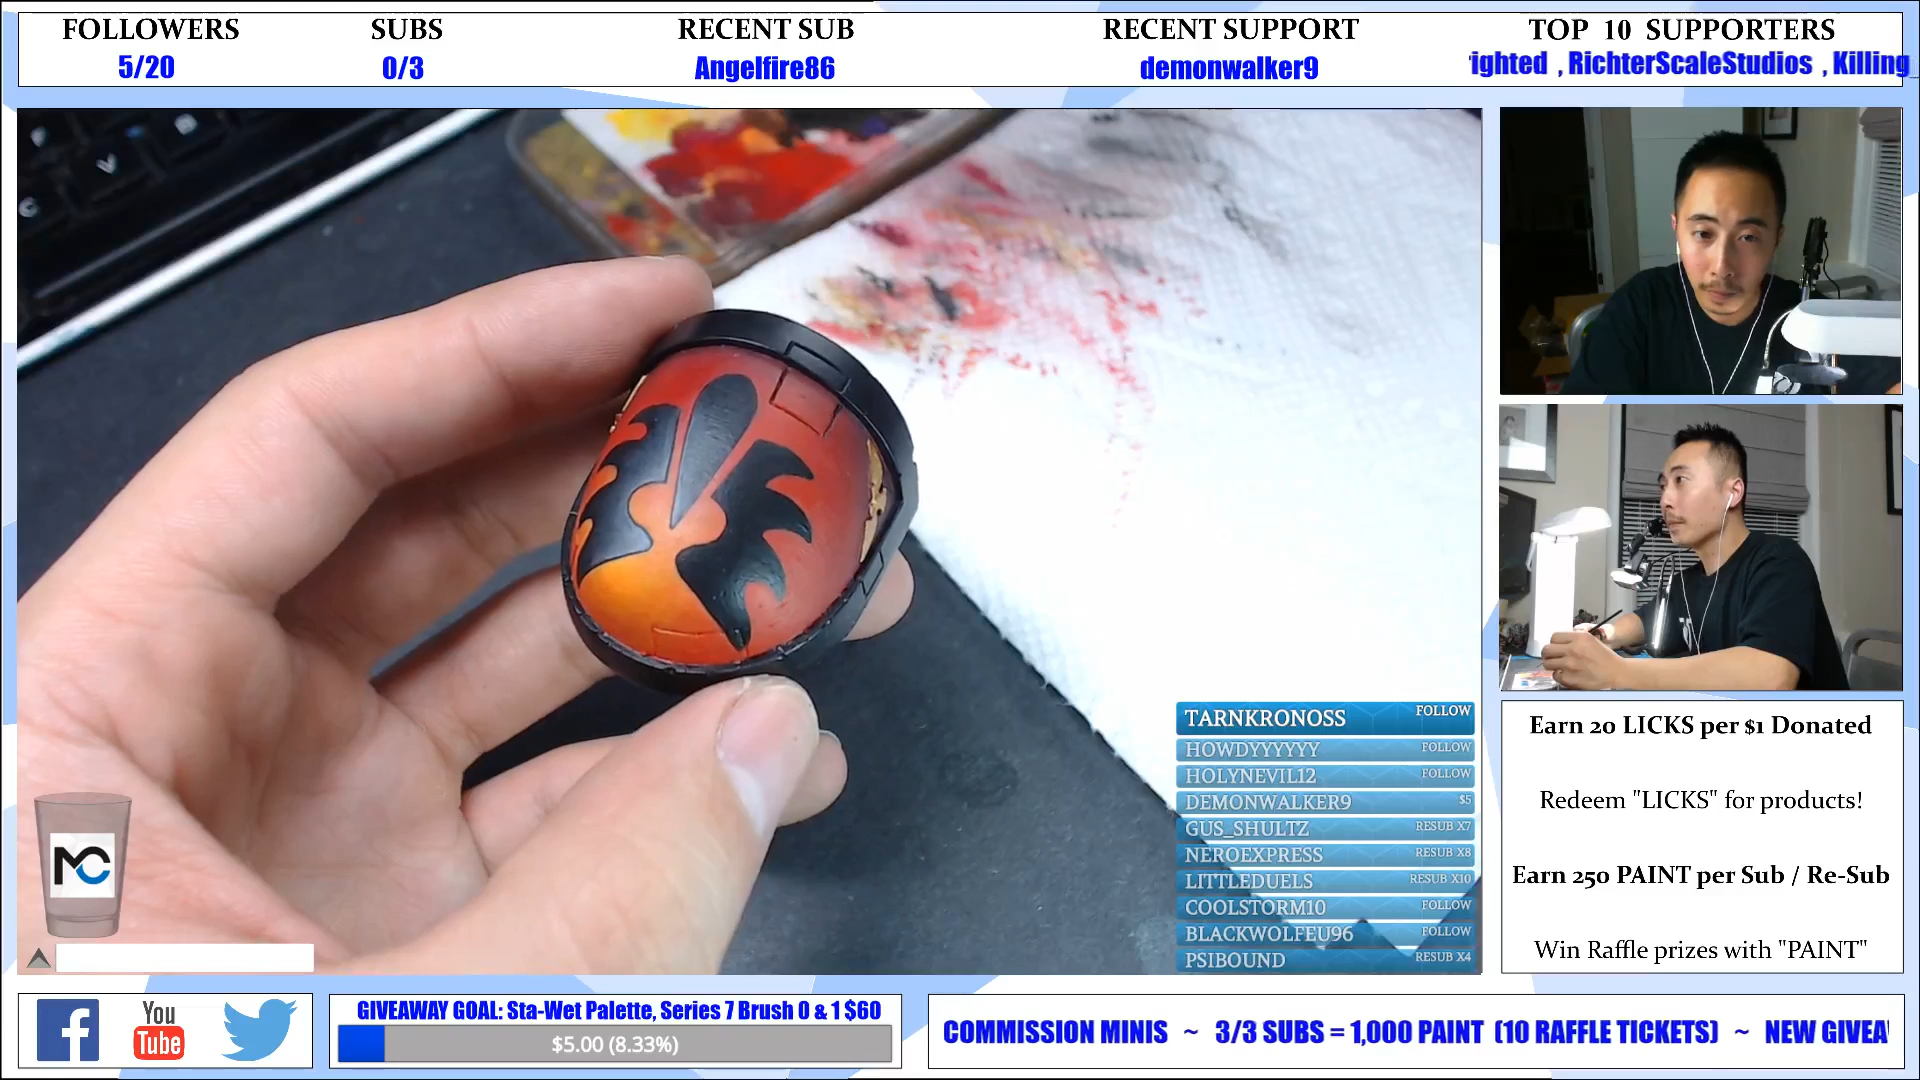 FOLLOWERS
5/20
SUBS
0/3
RECENT SUB
Angelfire86
RECENT SUPPORT
demonwalker9
TOP 10 SUPPORTERS
ighted , RichterScaleStudios , Killing
V
B
C
TARNKRONOSS FOLLOW
HOWDYYYYYY FOLLOW
HOLYNEVIL12 FOLLOW
DEMONWALKER9 $5
GUS_SHULTZ RESUB X7
NEROEXPRESS RESUB X8
LITTLEDUELS RESUB X10
COOLSTORM10 FOLLOW
BLACKWOLFEU96 FOLLOW
PSIBOUND RESUB X4
Earn 20 LICKS per $1 Donated
Redeem "LICKS" for products!
Earn 250 PAINT per Sub / Re-Sub
Win Raffle prizes with "PAINT"
MC
f
You
Tube
GIVEAWAY GOAL: Sta-Wet Palette, Series 7 Brush 0 & 1 $60
$5.00 (8.33%)
COMMISSION MINIS ~ 3/3 SUBS = 1,000 PAINT (10 RAFFLE TICKETS) ~ NEW GIVEA